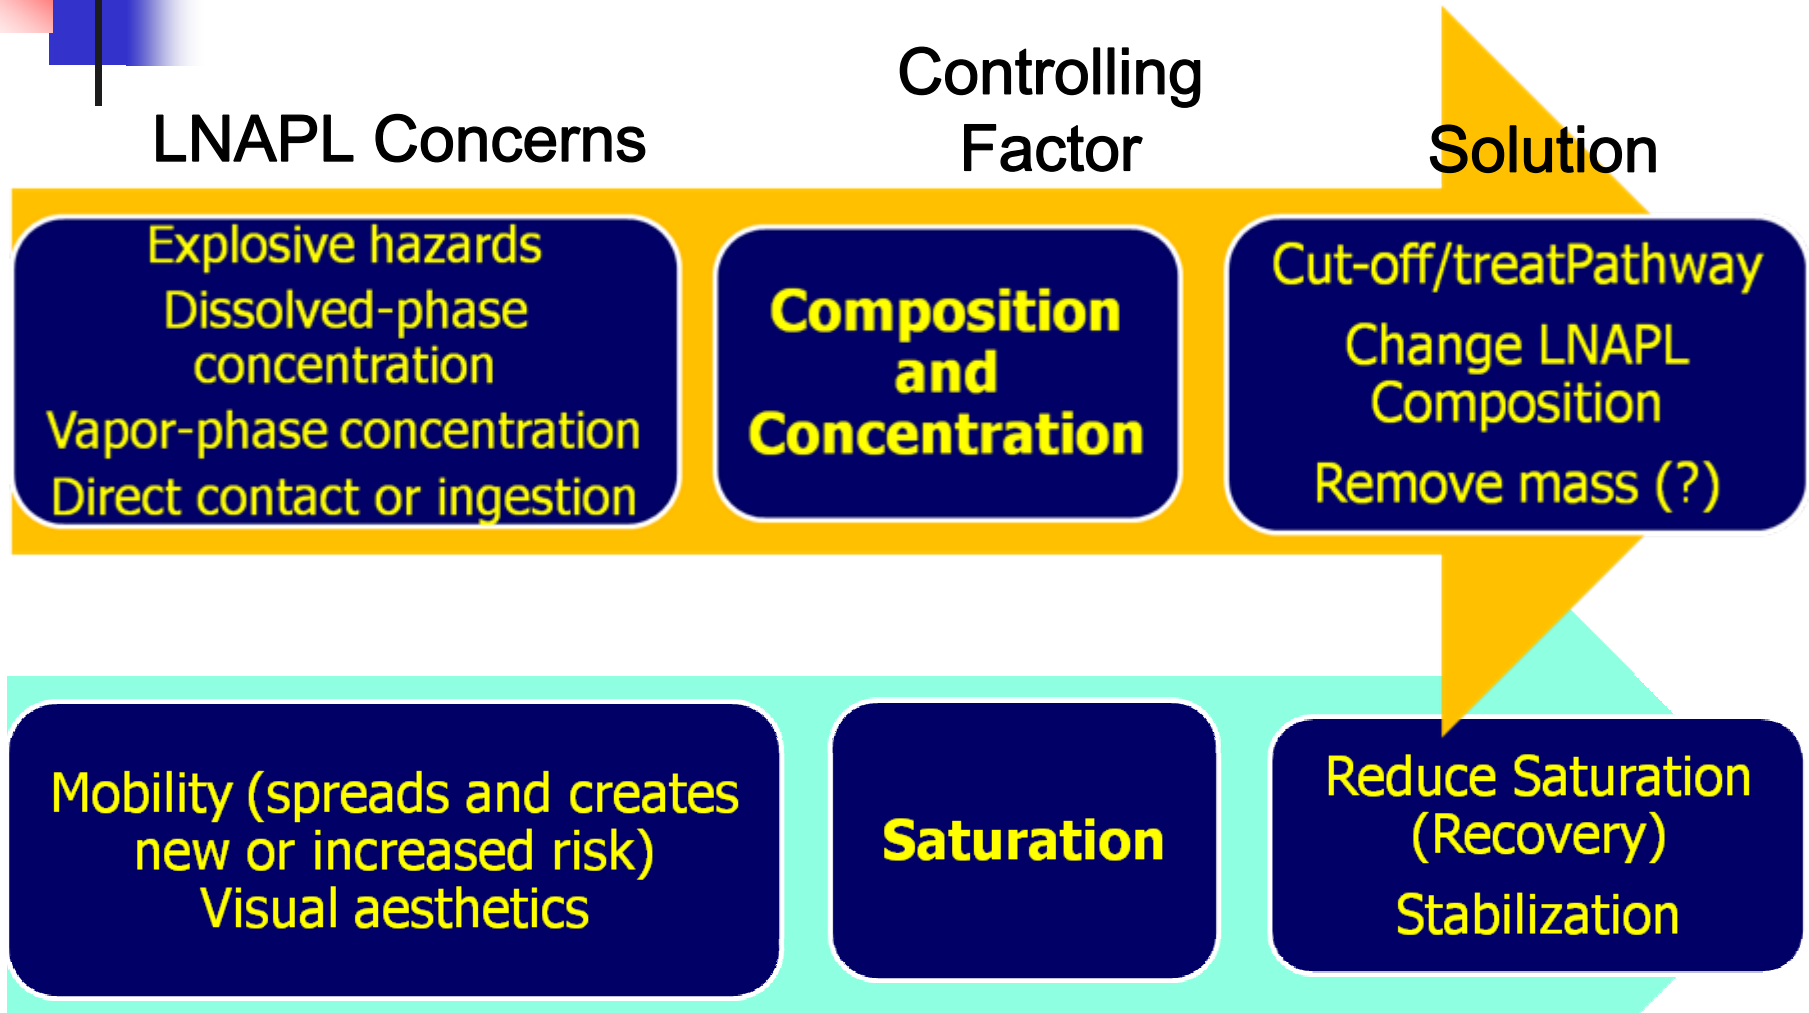 LNAPL Concerns
Controlling
Factor
Solution
Explosive hazards
Dissolved-phase
concentration
Vapor-phase concentration
Direct contact or ingestion
Composition
and
Concentration
Cut-off/treatPathway
Change LNAPL
Composition
Remove mass (?)
Mobility (spreads and creates
new or increased risk)
Visual aesthetics
Saturation
Reduce Saturation
(Recovery)
Stabilization